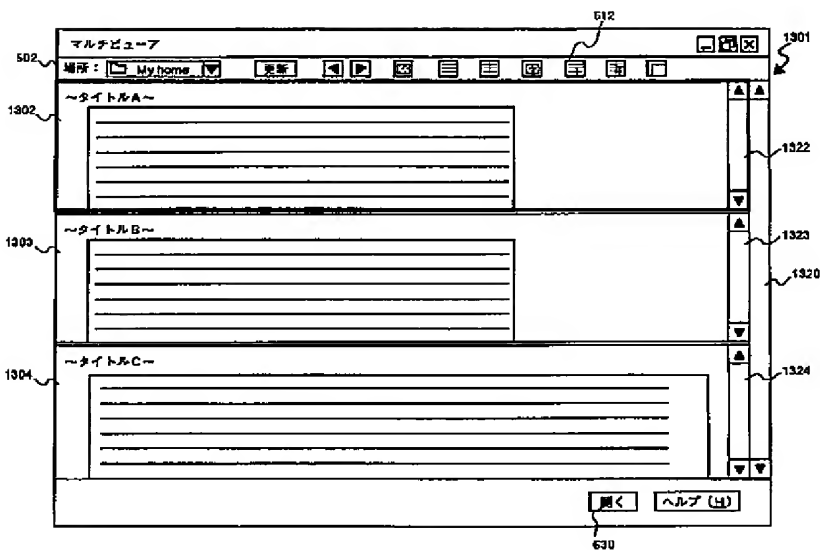 612
マルチビューア
1301
502
場所： My home 更新
1302
～タイトルA～
1322
1303
～タイトルB～
1323
1320
1304
～タイトルC～
1324
開く ヘルプ (H)
630